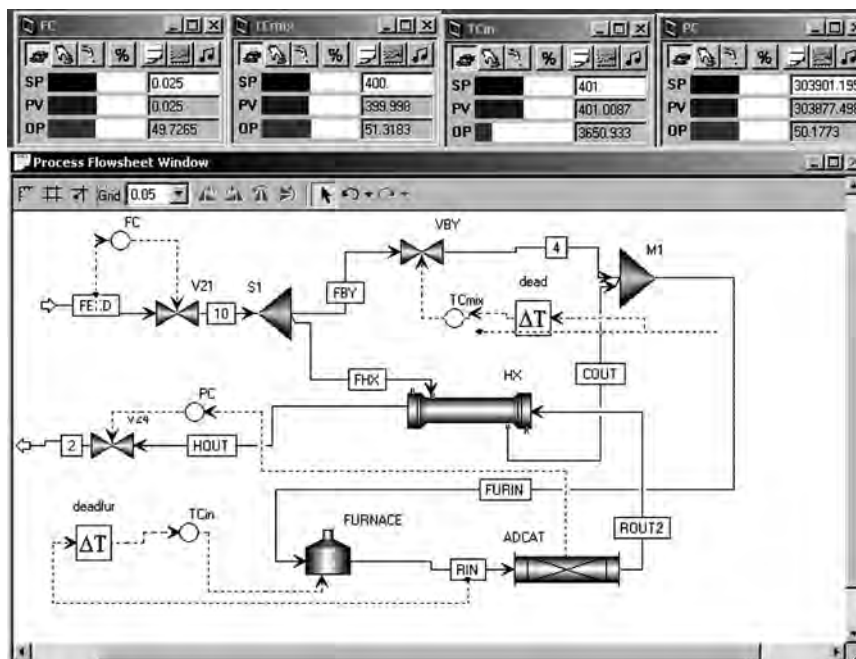 FC
TCmix
TCin
PC
%
%
%
%
SP 0.025
PV 0.025
OP 49.7265
SP 400.
PV 399.998
OP 51.3183
SP 401.
PV 401.0087
OP 3650.933
SP 303901.195
PV
OP 50.1773
Process Flowsheet Window
Grid 0.05
FC
VBY
4
M1
V21
S1
FBY
dead
TCmix
ΔT
10
FHX
HX
COUT
PC
2
HOUT
FURIN
deadfur
TCin
FURNACE
ADCAT
ROUT2
ΔT
RIN